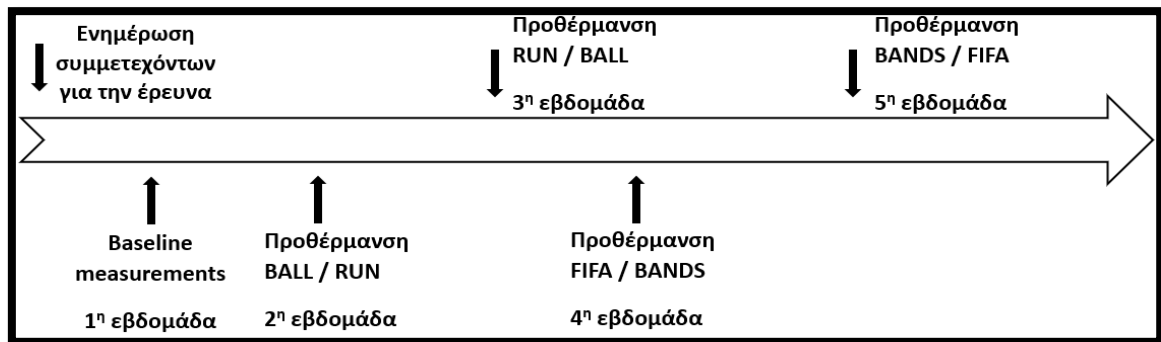 Ενημέρωση
συμμετεχόντων
για την έρευνα
Προθέρμανση
RUN / BALL
3η εβδομάδα
Προθέρμανση
BANDS / FIFA
5η εβδομάδα
Baseline
measurements
1η εβδομάδα
Προθέρμανση
BALL / RUN
2η εβδομάδα
Προθέρμανση
FIFA / BANDS
4η εβδομάδα